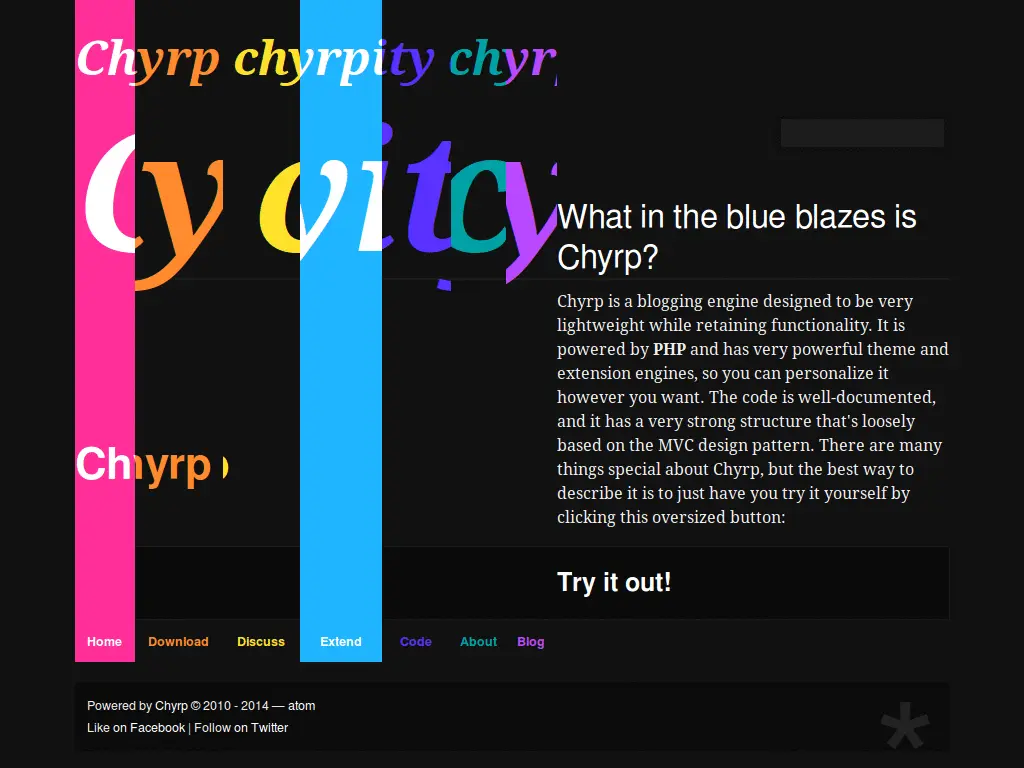 Chyrp chyrpity chyr
Cy cyity cy
What in the blue blazes is
Chyrp?
Chyrp is a blogging engine designed to be very
lightweight while retaining functionality. It is
powered by PHP and has very powerful theme and
extension engines, so you can personalize it
however you want. The code is well-documented,
and it has a very strong structure that's loosely
based on the MVC design pattern. There are many
things special about Chyrp, but the best way to
describe it is to just have you try it yourself by
clicking this oversized button:
Chyrp
Try it out!
Home Download Discuss Extend Code About Blog
Powered by Chyrp © 2010 - 2014 — atom
Like on Facebook | Follow on Twitter